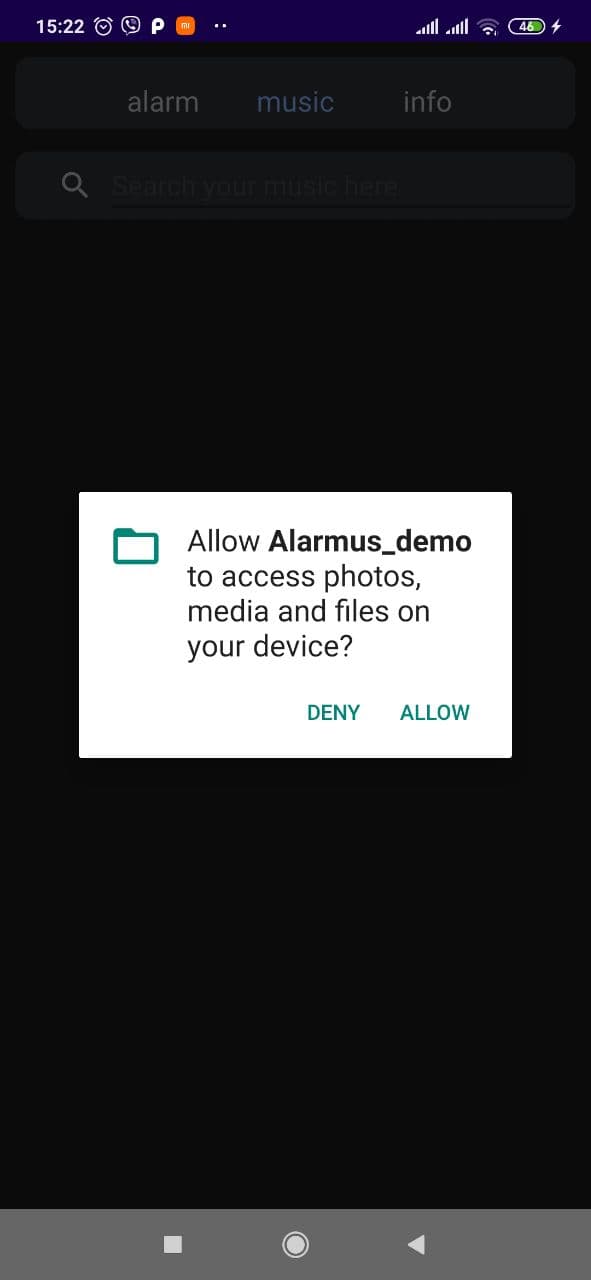 15:22
46
alarm music info
Search your music here
Allow Alarmus_demo
to access photos,
media and files on
your device?
DENY ALLOW